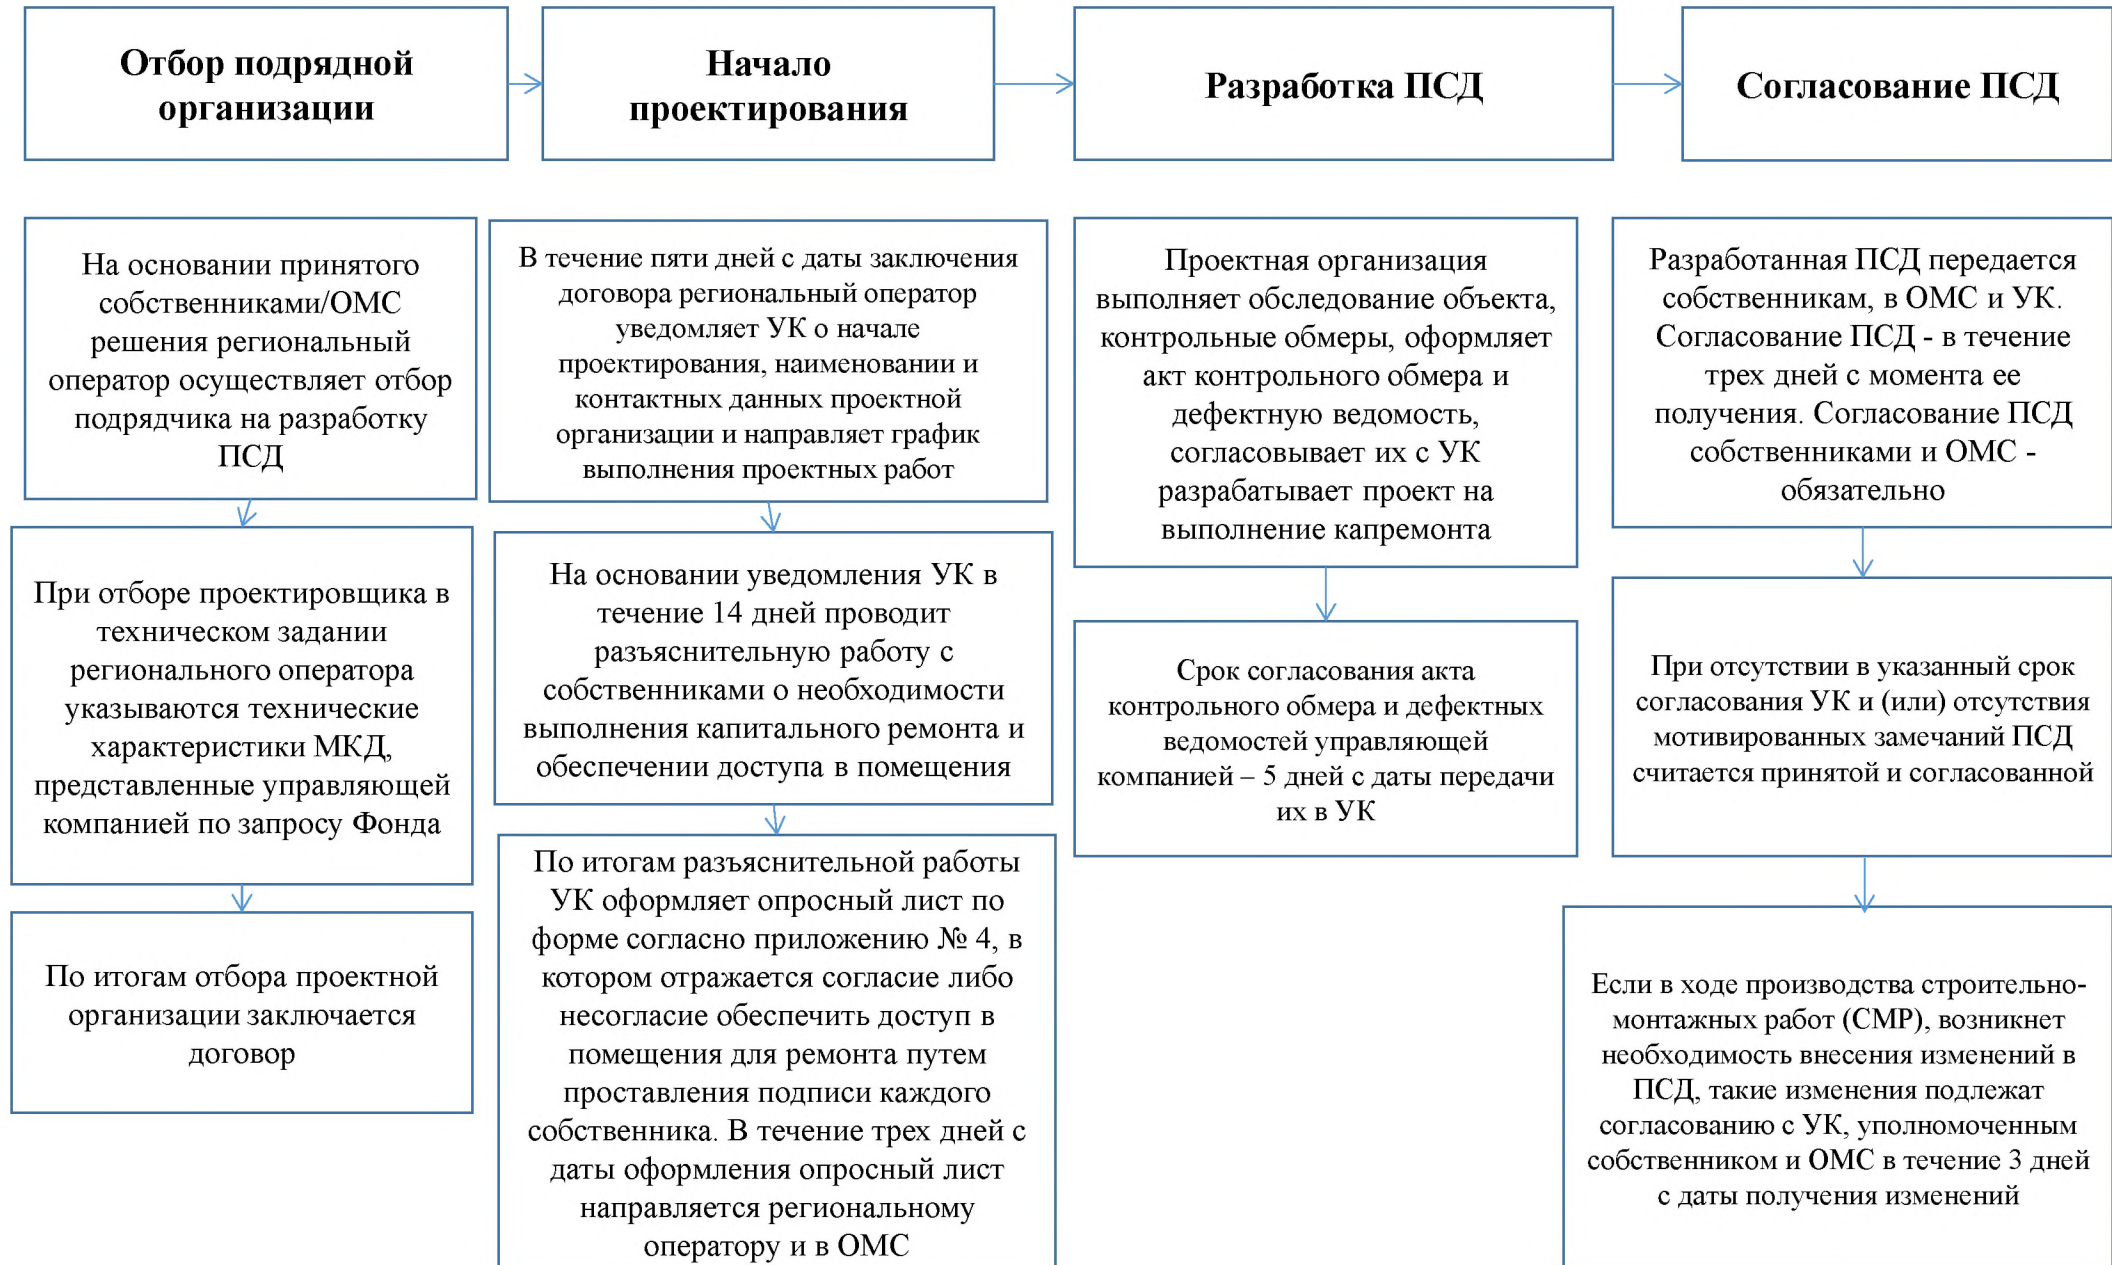 Отбор подрядной
организации
Начало
проектирования
Разработка ПСД
Согласование ПСД
На основании принятого
собственниками/ОМС
решения региональный
оператор осуществляет отбор
подрядчика на разработку
ПСД
При отборе проектировщика в
техническом задании
регионального оператора
указываются технические
характеристики МКД,
представленные управляющей
компанией по запросу Фонда
По итогам отбора проектной
организации заключается
договор
В течение пяти дней с даты заключения
договора региональный оператор
уведомляет УК о начале
проектирования, наименовании и
контактных данных проектной
организации и направляет график
выполнения проектных работ
На основании уведомления УК в
течение 14 дней проводит
разъяснительную работу с
собственниками о необходимости
выполнения капитального ремонта и
обеспечении доступа в помещения
По итогам разъяснительной работы
УК оформляет опросный лист по
форме согласно приложению № 4, в
котором отражается согласие либо
несогласие обеспечить доступ в
помещения для ремонта путем
проставления подписи каждого
собственника. В течение трех дней с
даты оформления опросный лист
направляется региональному
оператору и в ОМС
Проектная организация
выполняет обследование объекта,
контрольные обмеры, оформляет
акт контрольного обмера и
дефектную ведомость,
согласовывает их с УК
разрабатывает проект на
выполнение капремонта
Срок согласования акта
контрольного обмера и дефектных
ведомостей управляющей
компанией – 5 дней с даты передачи
их в УК
Разработанная ПСД передается
собственникам, в ОМС и УК.
Согласование ПСД - в течение
трех дней с момента ее
получения. Согласование ПСД
собственниками и ОМС -
обязательно
При отсутствии в указанный срок
согласования УК и (или) отсутствия
мотивированных замечаний ПСД
считается принятой и согласованной
Если в ходе производства строительно-
монтажных работ (СМР), возникнет
необходимость внесения изменений в
ПСД, такие изменения подлежат
согласованию с УК, уполномоченным
собственником и ОМС в течение 3 дней
с даты получения изменений